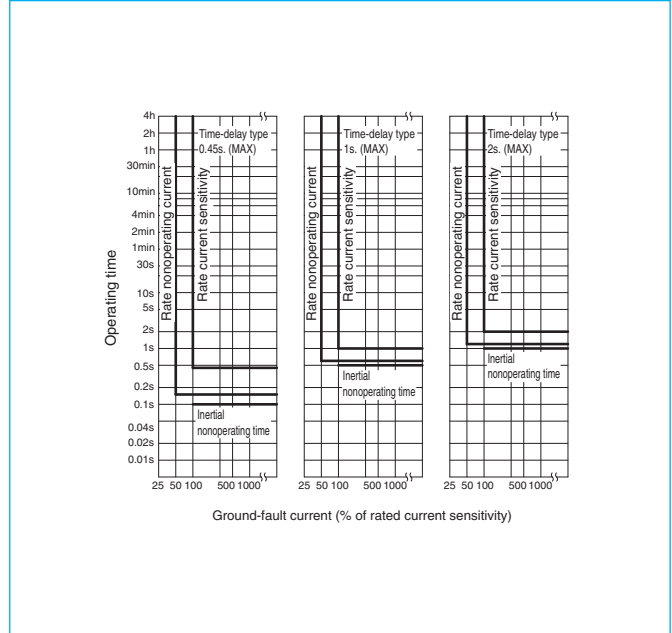 4h
2h
1h
30min
10min
4min
2min
1min
30s
10s
5s
2s
1s
0.5s
0.2s
0.1s
0.04s
0.02s
0.01s
Operating time
Rate nonoperating current
Rate current sensitivity
Time-delay type
0.45s. (MAX)
Inertial
nonoperating time
25 50 100 500 1000
Rate nonoperating current
Rate current sensitivity
Time-delay type
1s. (MAX)
Inertial
nonoperating time
25 50 100 500 1000
Rate nonoperating current
Rate current sensitivity
Time-delay type
2s. (MAX)
Inertial
nonoperating time
25 50 100 500 1000
Ground-fault current (% of rated current sensitivity)